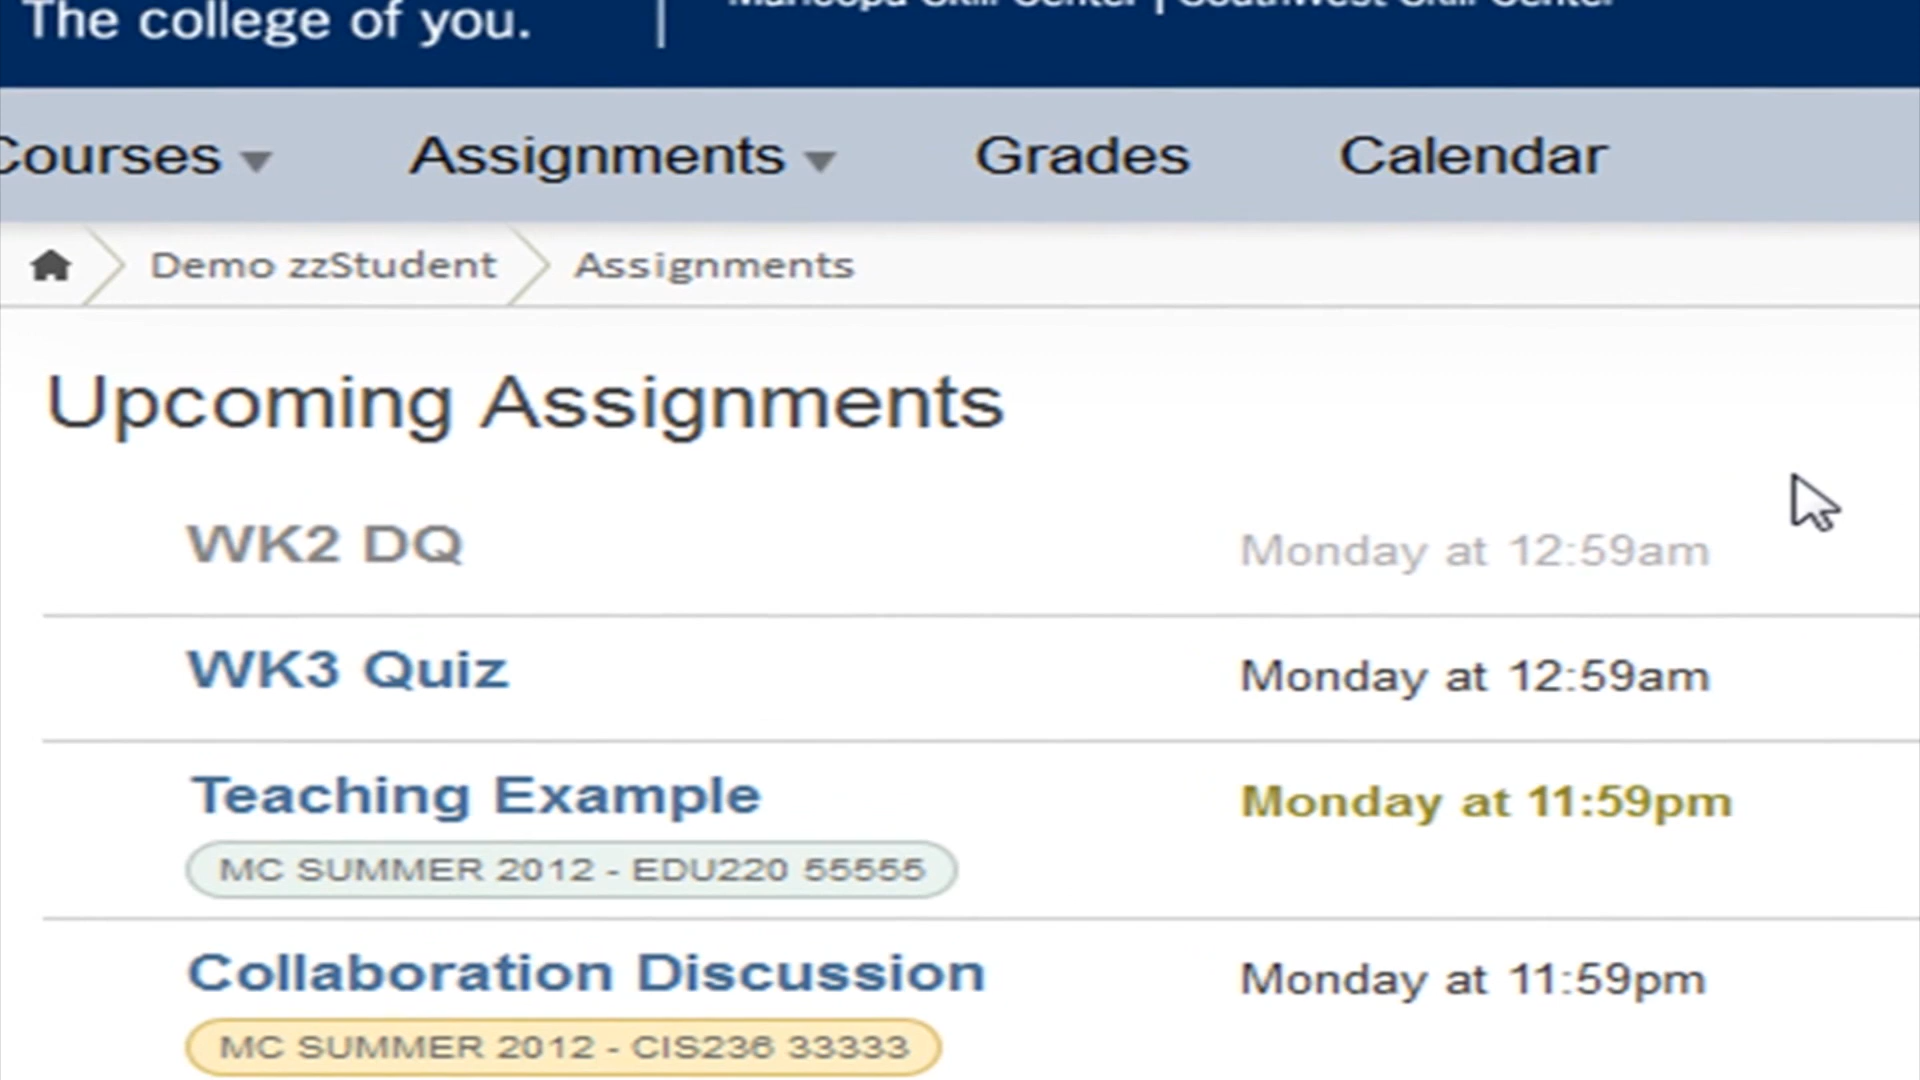 The college of you.
Maricopa Skill Center | Southwest Skill Center
Courses Assignments Grades Calendar
Demo zzStudent Assignments
Upcoming Assignments
WK2 DQ Monday at 12:59am
WK3 Quiz Monday at 12:59am
Teaching Example Monday at 11:59pm
MC SUMMER 2012 - EDU220 55555
Collaboration Discussion Monday at 11:59pm
MC SUMMER 2012 - CIS236 33333